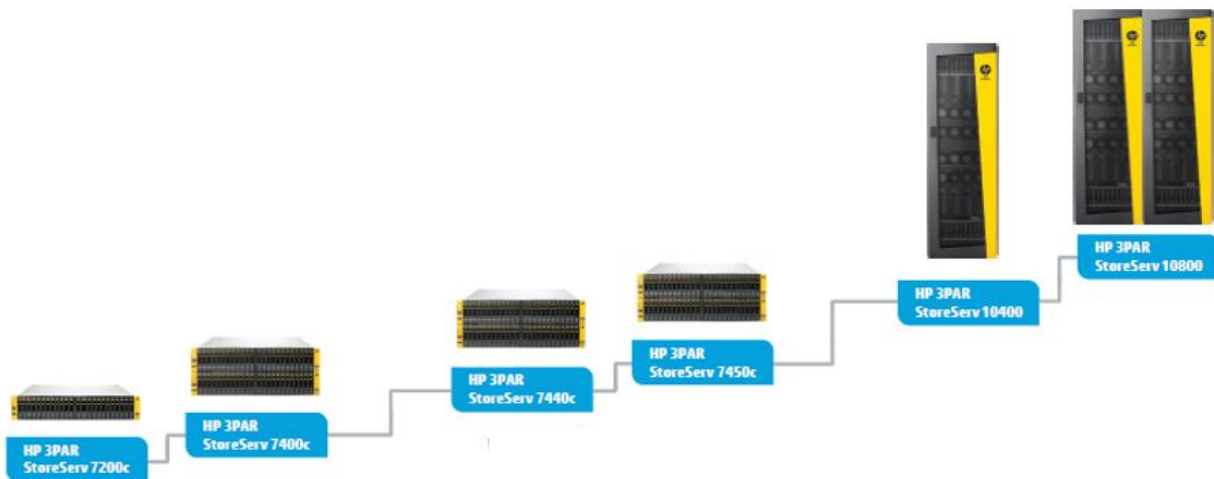 HP 3PAR
StoreServ 7200c
HP 3PAR
StoreServ 7400c
HP 3PAR
StoreServ 7440c
HP 3PAR
StoreServ 7450c
HP 3PAR
StoreServ 10400
HP 3PAR
StoreServ 10800